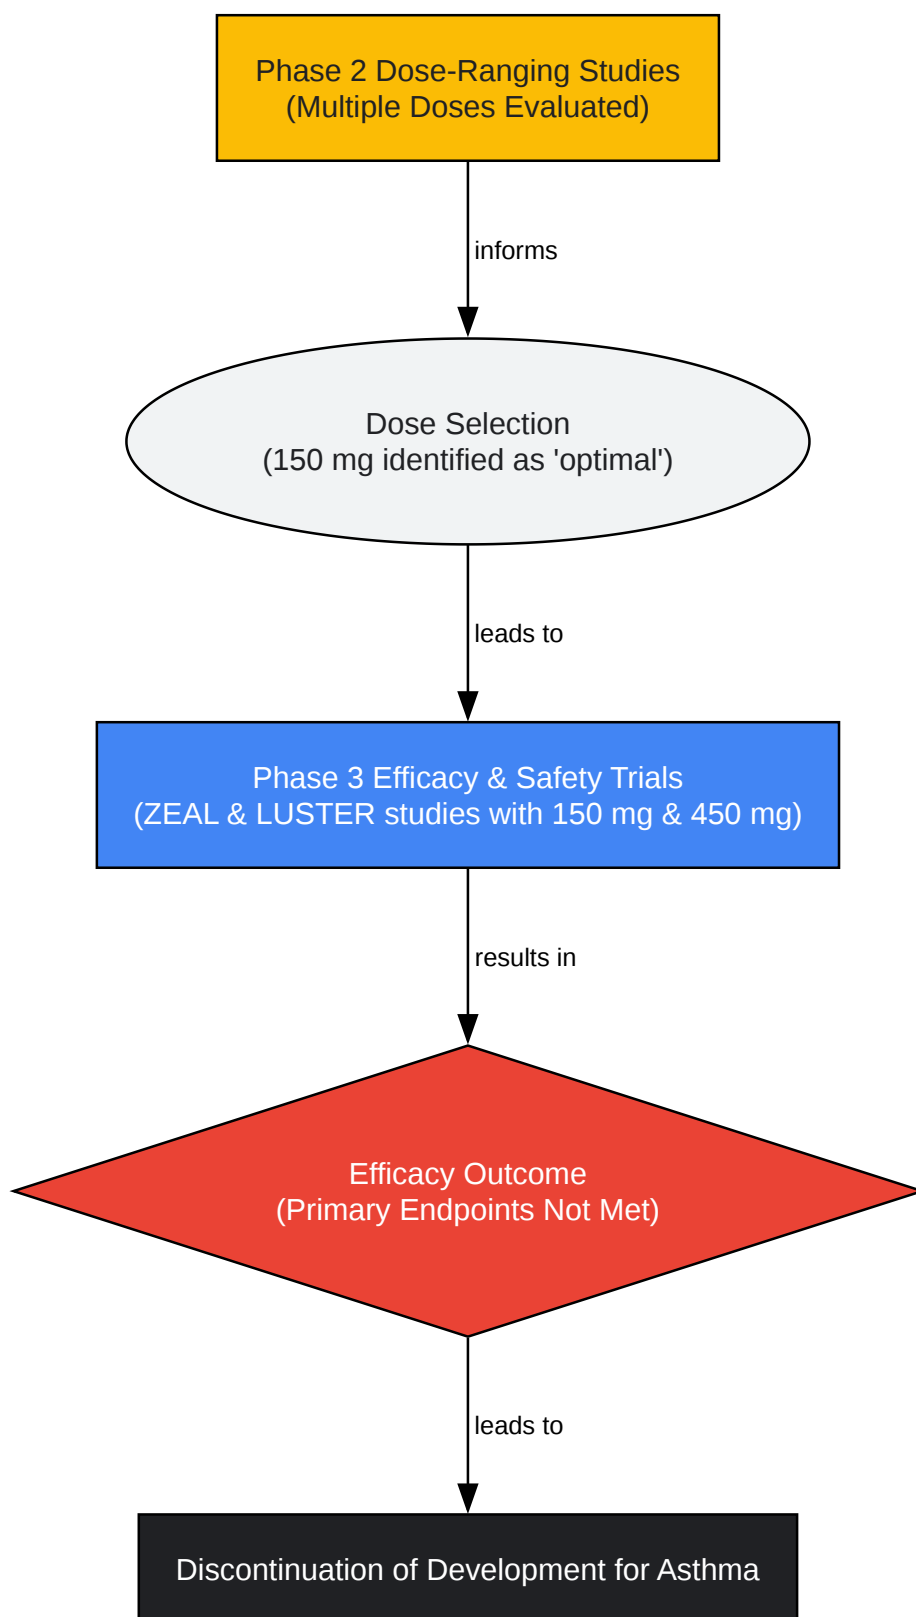 Phase 2 Dose-Ranging Studies
(Multiple Doses Evaluated)
informs
Dose Selection
(150 mg identified as 'optimal')
leads to
Phase 3 Efficacy & Safety Trials
(ZEAL & LUSTER studies with 150 mg & 450 mg)
results in
Efficacy Outcome
(Primary Endpoints Not Met)
leads to
Discontinuation of Development for Asthma